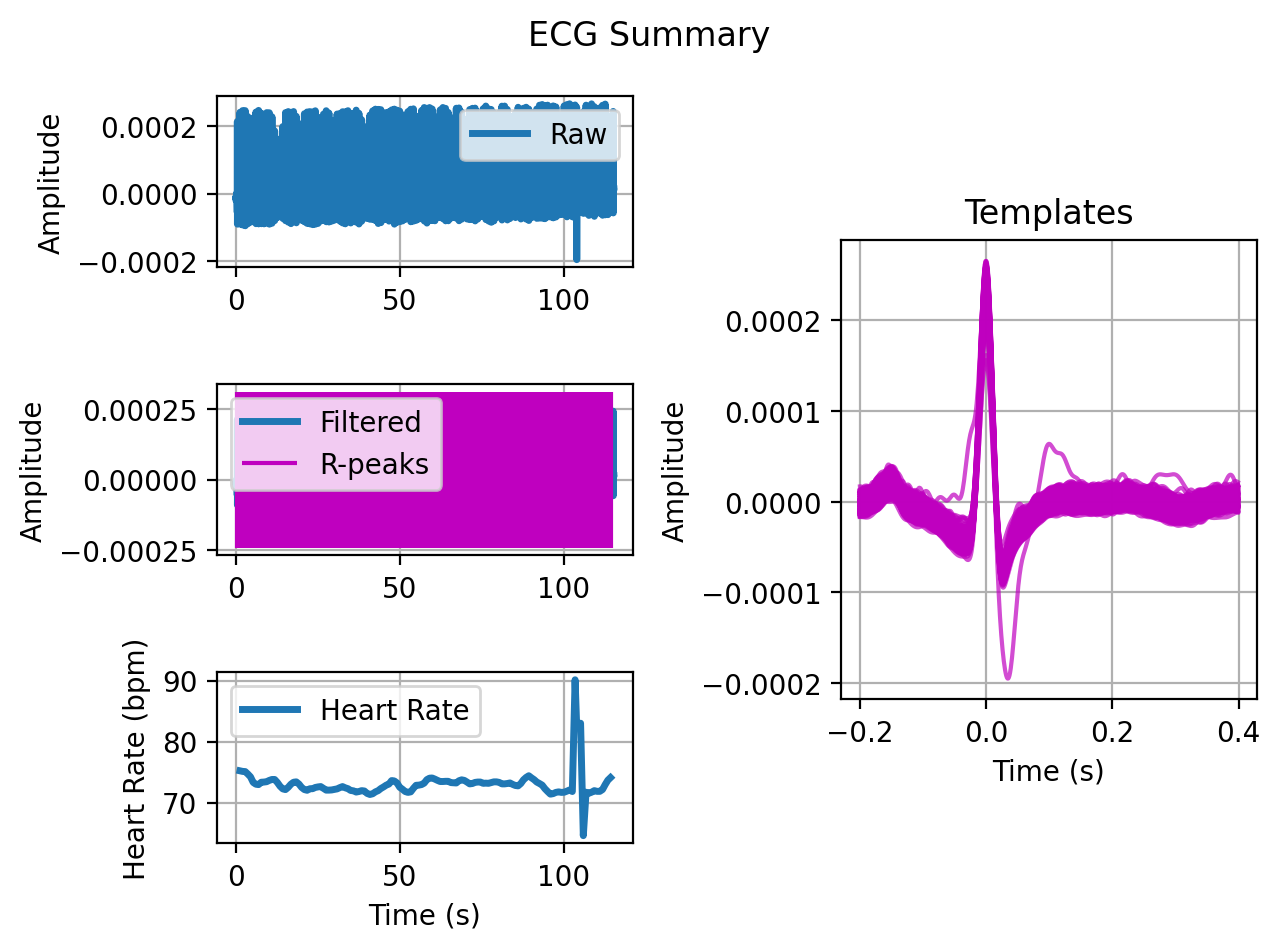 ECG Summary
Amplitude
0.0002
0.0000
−0.0002
Raw
0 50 100
Amplitude
0.00025
0.00000
−0.00025
Filtered
R-peaks
0 50 100
Heart Rate (bpm)
90
80
70
Heart Rate
0 50 100
Time (s)
Templates
Amplitude
0.0002
0.0001
0.0000
−0.0001
−0.0002
−0.2 0.0 0.2 0.4
Time (s)